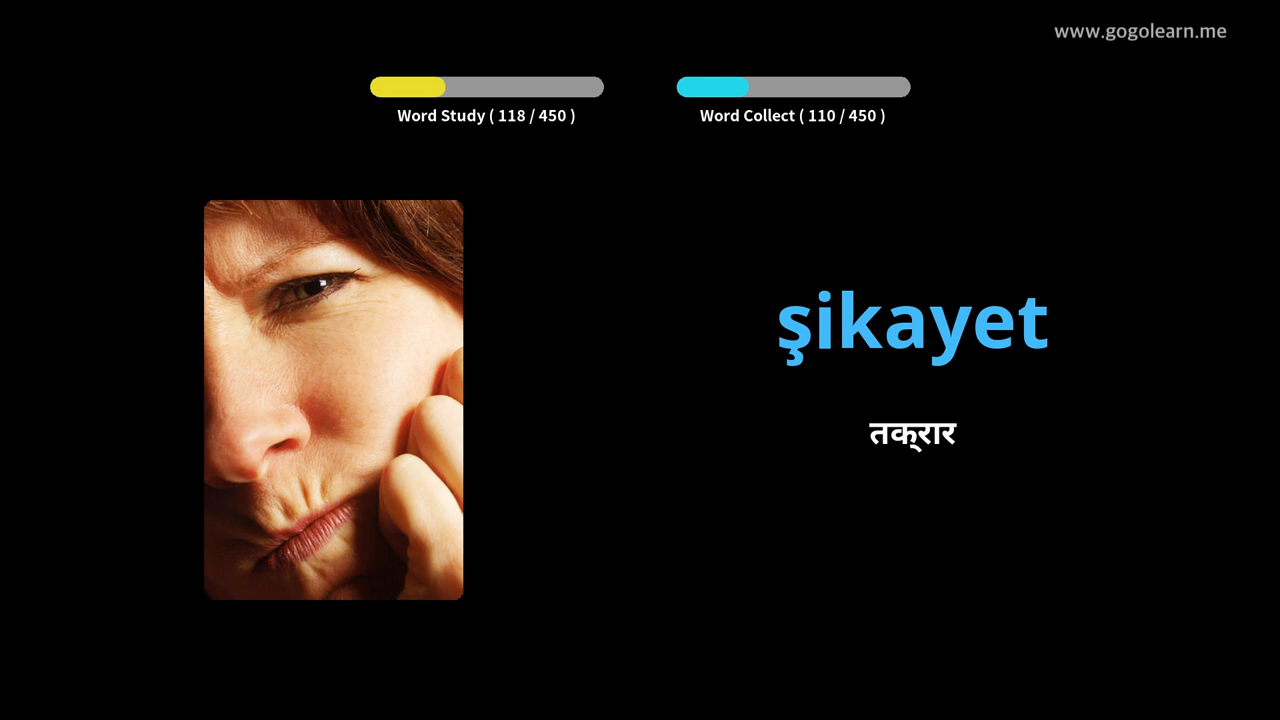 www.gogolearn.me
Word Study ( 118 / 450 )
Word Collect ( 110 / 450 )
şikayet
तक्रार